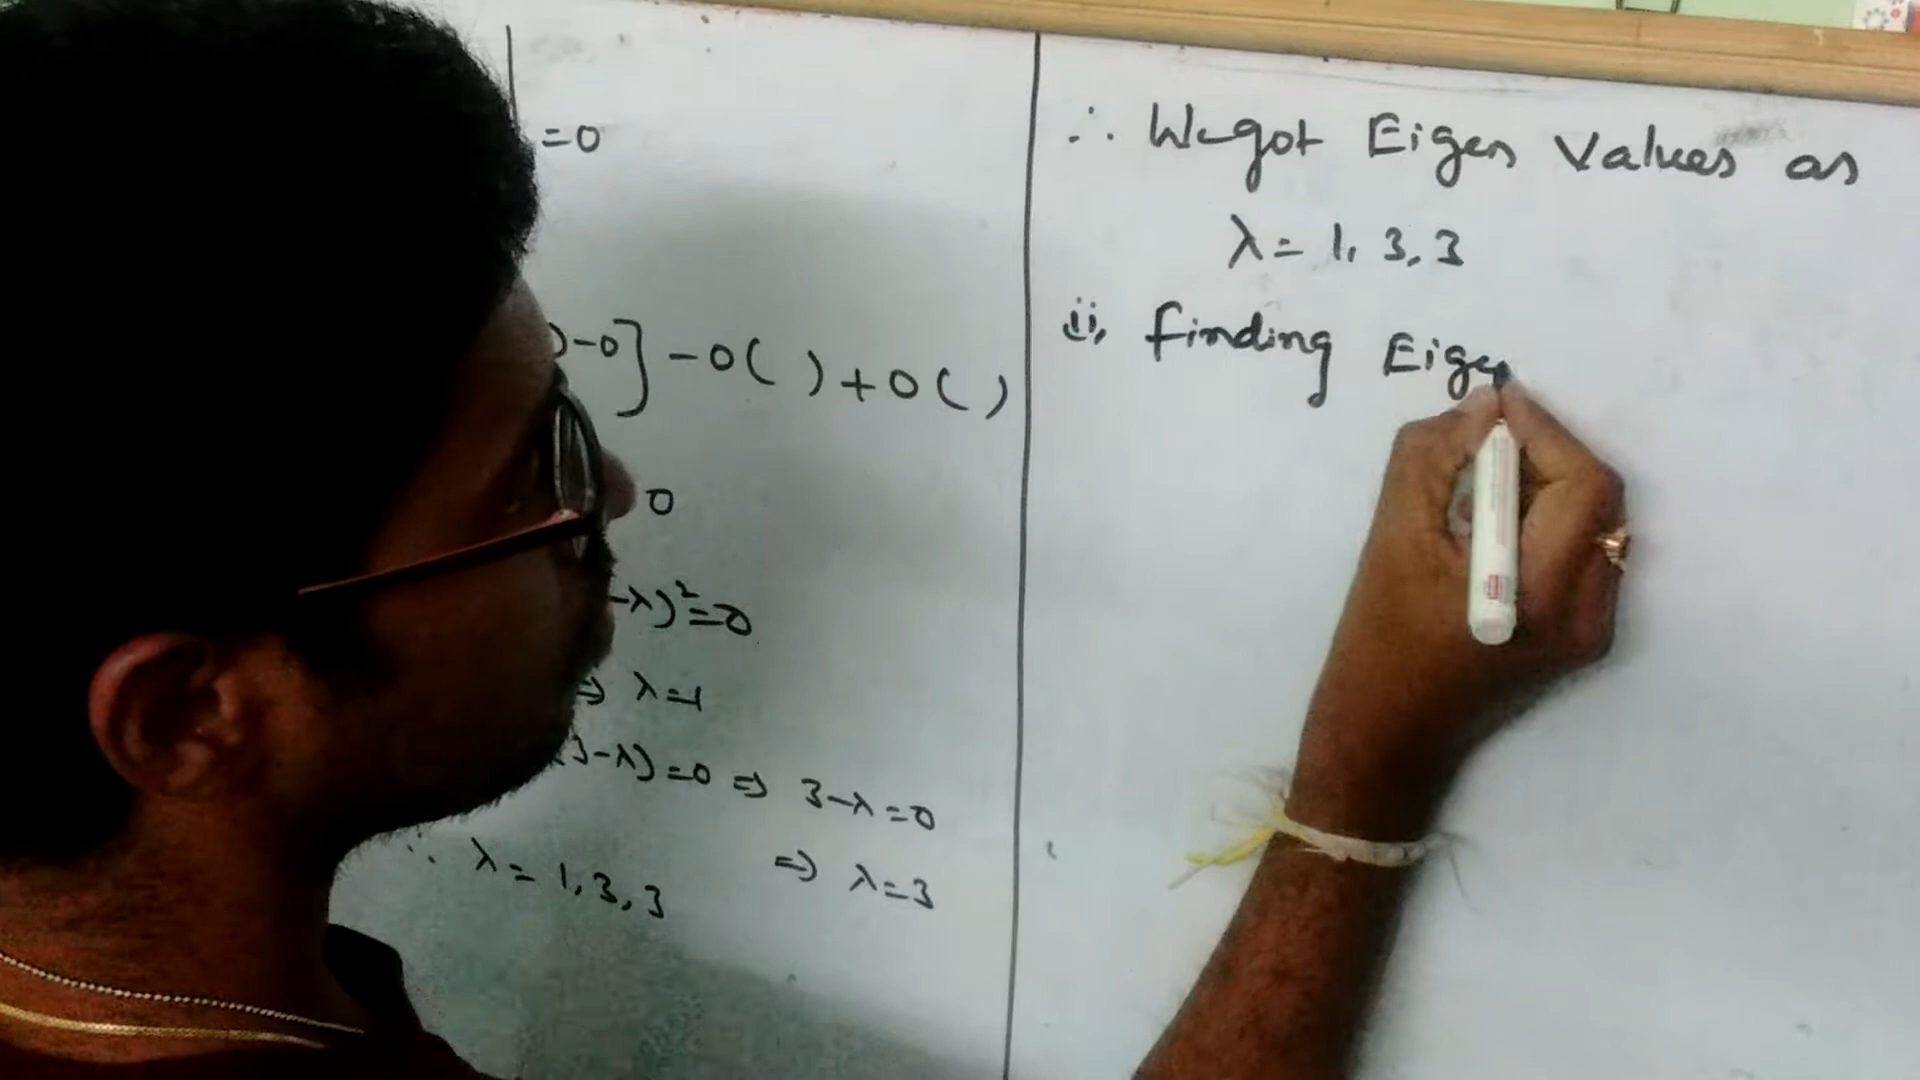 =0
)-0] -0( ) +0( )
0
-λ)²=0
⇒ λ=1
(3-λ)=0 ⇒ 3-λ=0
∴ λ= 1,3,3 ⇒ λ=3
∴ We got Eigen Values as
λ= 1, 3, 3
ii, finding Eigen